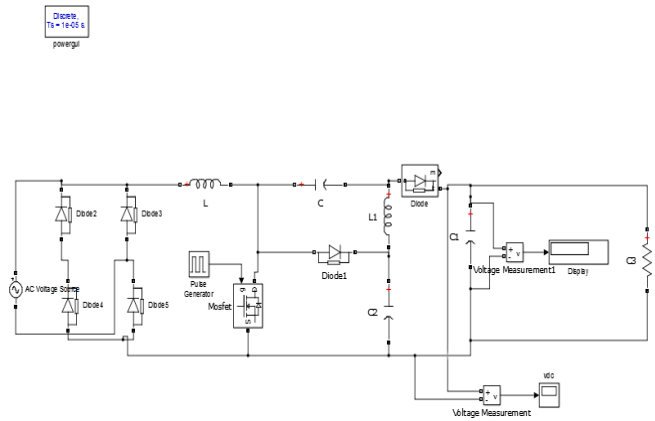 Discrete,
Ts = 1e-05 s.
powergui
Diode2
Diode3
L
C
L1
m
Diode
C1
Voltage Measurement1
Display
C3
AC Voltage Source
Diode4
Diode5
Pulse
Generator
Mosfet
Diode1
C2
VDC
Voltage Measurement